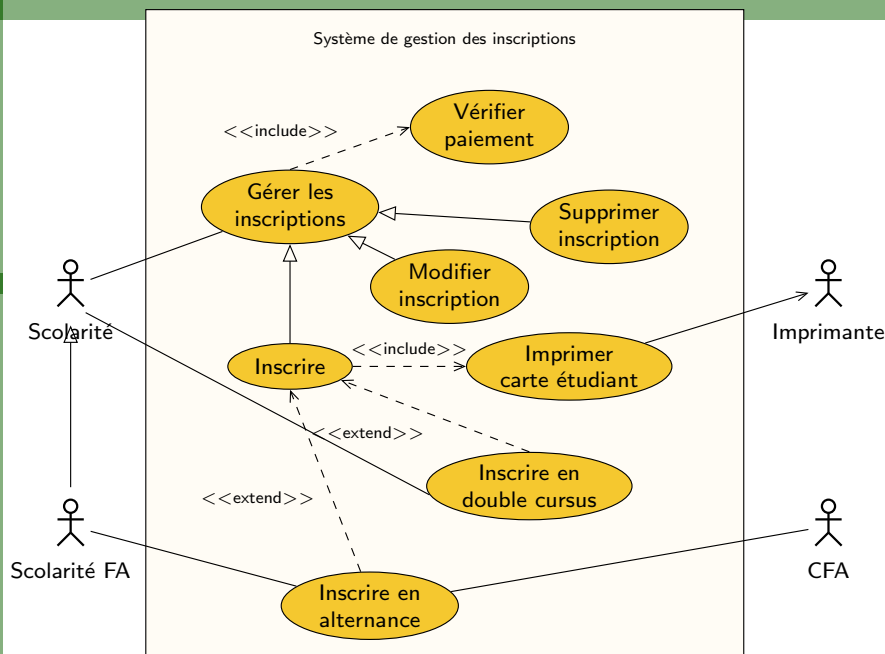 Système de gestion des inscriptions
Vérifier
paiement
<<include>>
Gérer les
inscriptions
Supprimer
inscription
Modifier
inscription
Scolarité
Imprimante
<<include>>
Inscrire
Imprimer
carte étudiant
<<extend>>
Inscrire en
double cursus
<<extend>>
Scolarité FA
CFA
Inscrire en
alternance